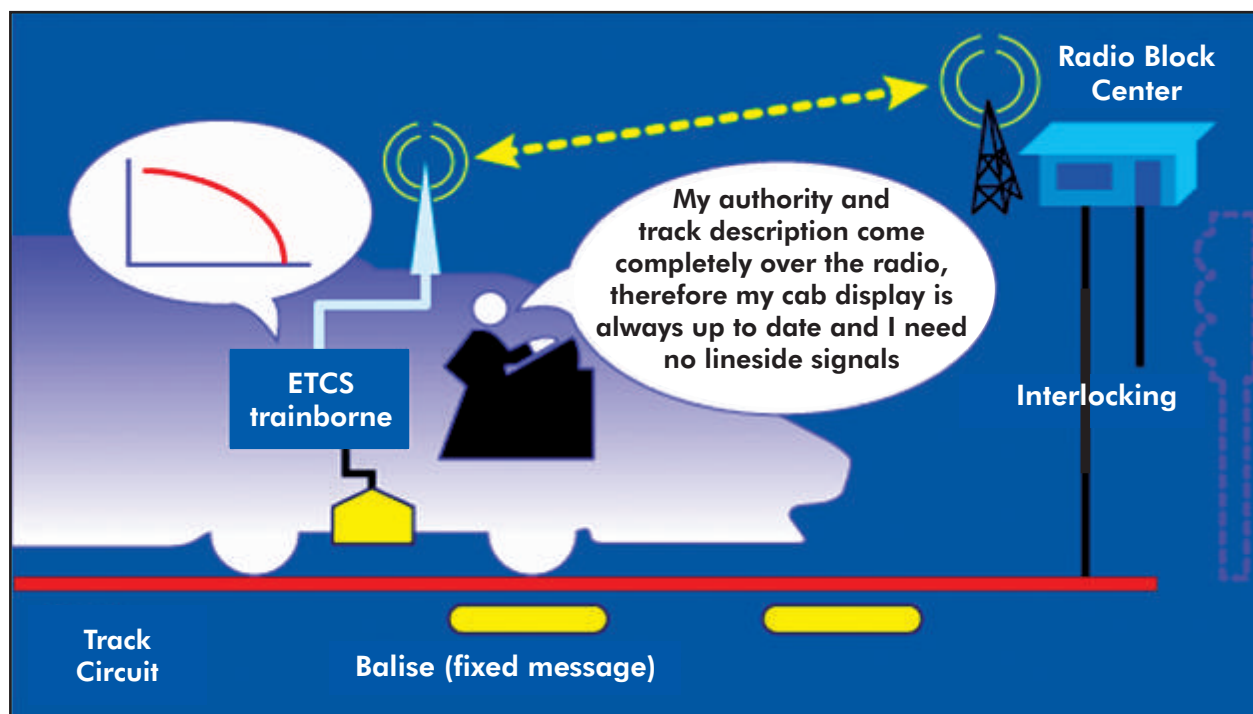 Radio Block
Center
My authority and
track description come
completely over the radio,
therefore my cab display is
always up to date and I need
no lineside signals
ETCS
trainborne
Interlocking
Track
Circuit
Balise (fixed message)